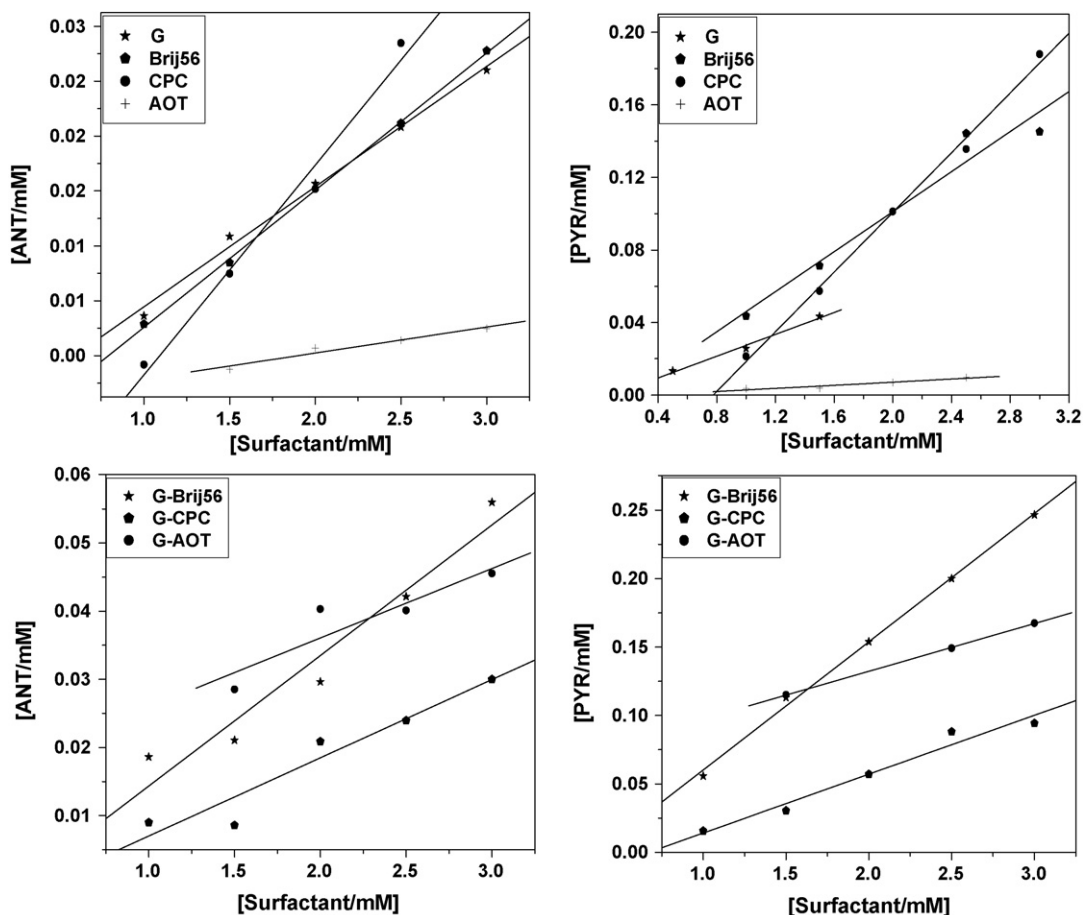 [ANT/mM]
0.03
0.02
0.02
0.02
0.01
0.01
0.00
G
Brij56
CPC
AOT
1.0 1.5 2.0 2.5 3.0
[Surfactant/mM]
[PYR/mM]
0.20
0.16
0.12
0.08
0.04
0.00
G
Brij56
CPC
AOT
0.4 0.8 1.2 1.6 2.0 2.4 2.8 3.2
[Surfactant/mM]
[ANT/mM]
0.06
0.05
0.04
0.03
0.02
0.01
G-Brij56
G-CPC
G-AOT
1.0 1.5 2.0 2.5 3.0
[Surfactant/mM]
[PYR/mM]
0.25
0.20
0.15
0.10
0.05
0.00
G-Brij56
G-CPC
G-AOT
1.0 1.5 2.0 2.5 3.0
[Surfactant/mM]